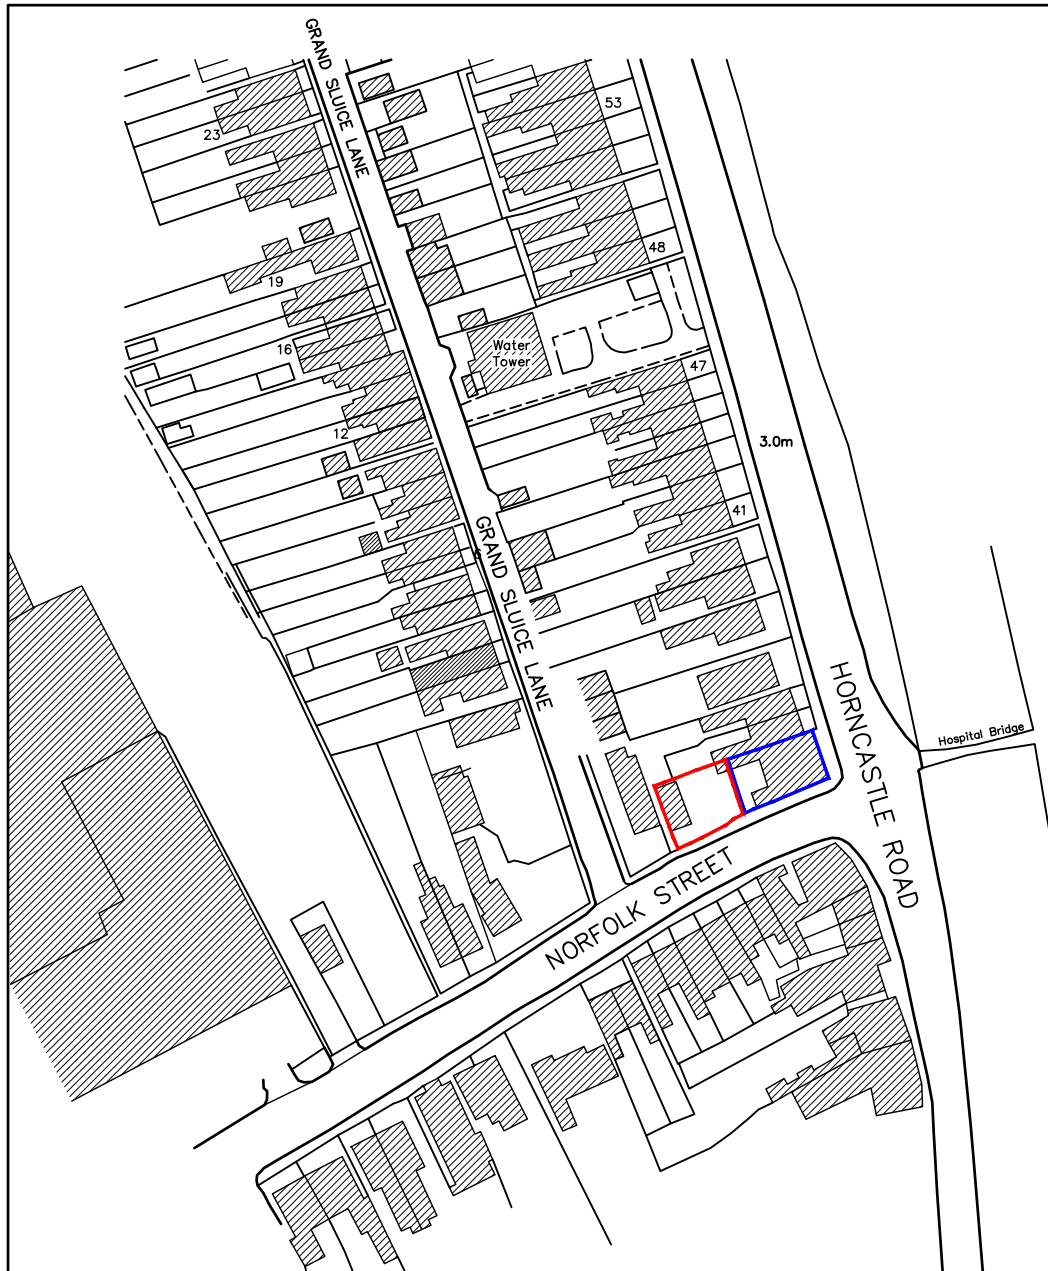 GRAND SLUICE LANE
53
23
48
19
16
Water
Tower
47
12
3.0m
41
GRAND SLUICE LANE
HORNCASTLE ROAD
Hospital Bridge
NORFOLK STREET